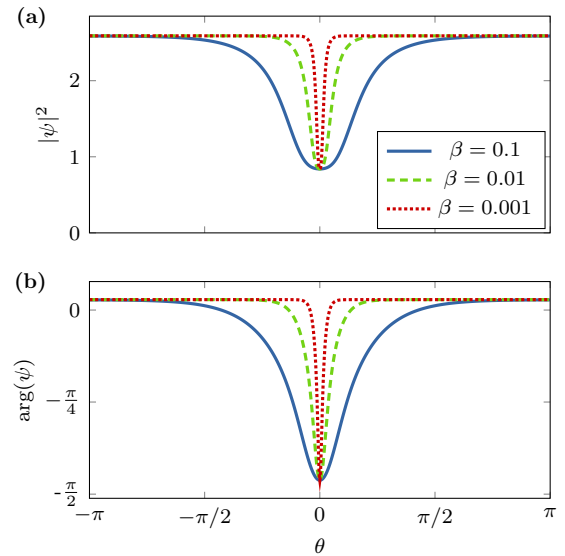 (a)
2
1
0
|ψ|²
β = 0.1
β = 0.01
β = 0.001
(b)
0
−π/4
-π/2
arg(ψ)
−π
−π/2
0
π/2
π
θ